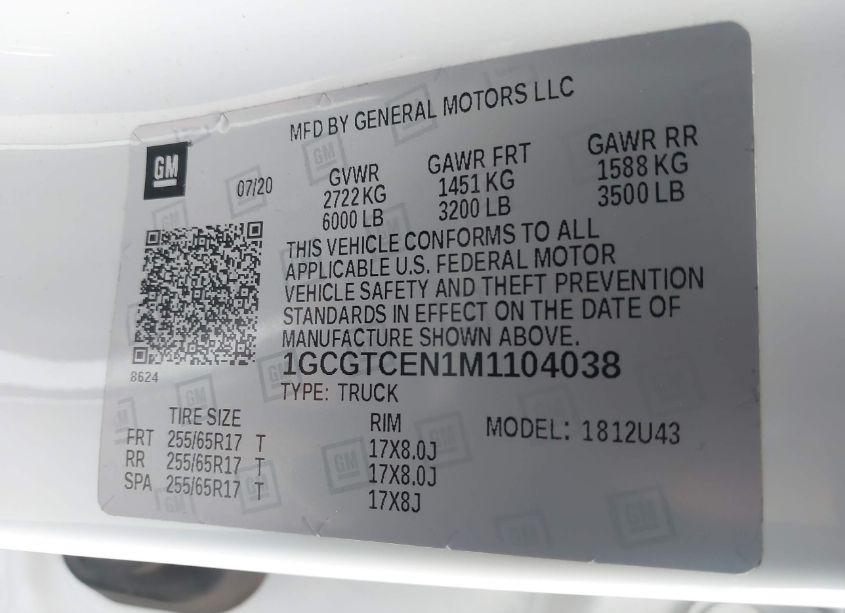 MFD BY GENERAL MOTORS LLC
GM
07/20
GVWR
2722 KG
6000 LB
GAWR FRT
1451 KG
3200 LB
GAWR RR
1588 KG
3500 LB
THIS VEHICLE CONFORMS TO ALL
APPLICABLE U.S. FEDERAL MOTOR
VEHICLE SAFETY AND THEFT PREVENTION
STANDARDS IN EFFECT ON THE DATE OF
MANUFACTURE SHOWN ABOVE.
8624
1GCGTCEN1M1104038
TYPE: TRUCK
MODEL: 1812U43
TIRE SIZE RIM
FRT 255/65R17 T 17X8.0J
RR 255/65R17 T 17X8.0J
SPA 255/65R17 T 17X8J